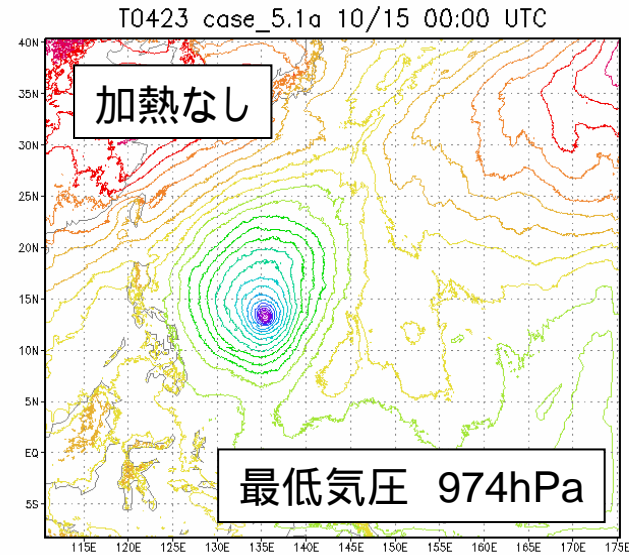 T0423 case_5.1a 10/15 00:00 UTC
加熱なし
最低気圧 974hPa
40N
35N
30N
25N
20N
15N
10N
5N
EQ
5S
115E 120E 125E 130E 135E 140E 145E 150E 155E 160E 165E 170E 175E